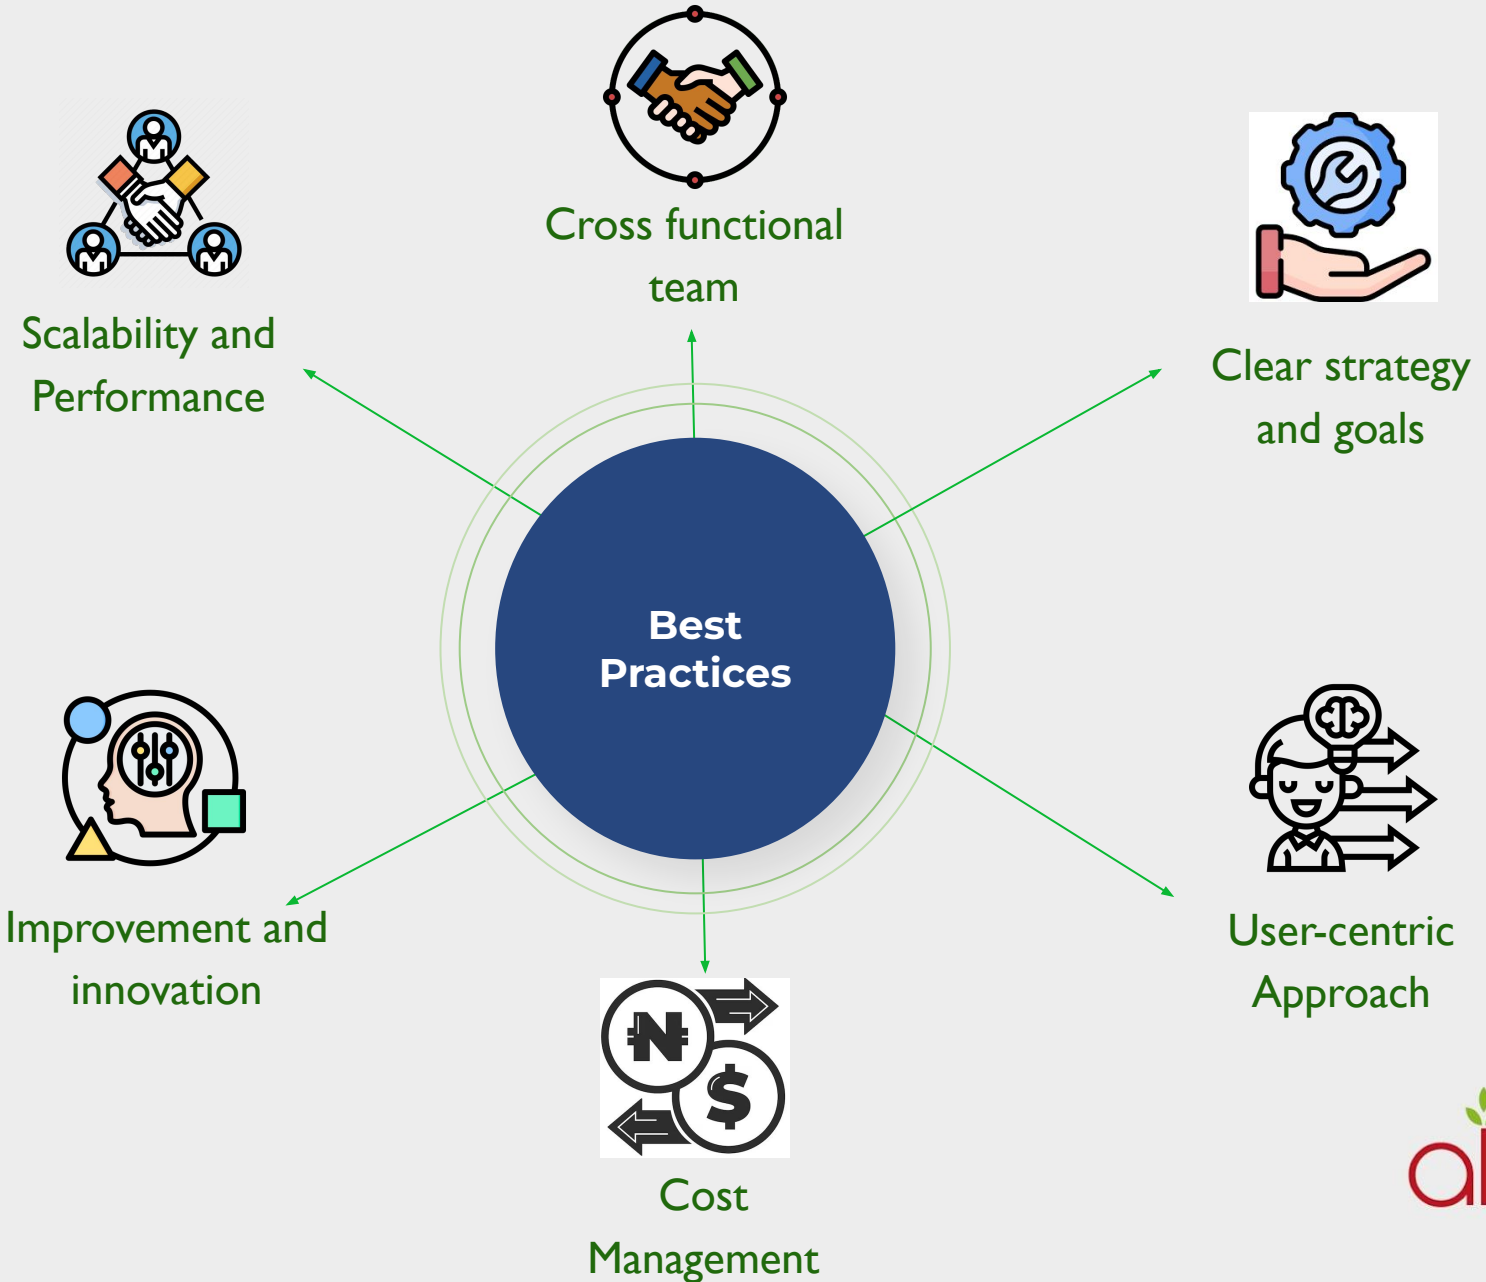 Cross functional
team
Scalability and
Performance
Clear strategy
and goals
Best
Practices
Improvement and
innovation
User-centric
Approach
₦
$
Cost
Management